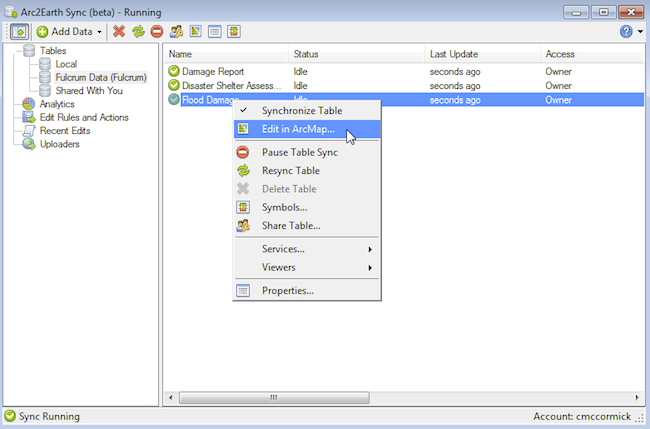 Arc2Earth Sync (beta) - Running
Add Data
Tables
Local
Fulcrum Data (Fulcrum)
Shared With You
Analytics
Edit Rules and Actions
Recent Edits
Uploaders
Name Status Last Update Access
Damage Report Idle seconds ago Owner
Disaster Shelter Assess... Idle seconds ago Owner
Flood Damage Idle seconds ago Owner
Synchronize Table
Edit in ArcMap...
Pause Table Sync
Resync Table
Delete Table
Symbols...
Share Table...
Services...
Viewers
Properties...
Sync Running
Account: cmccormick